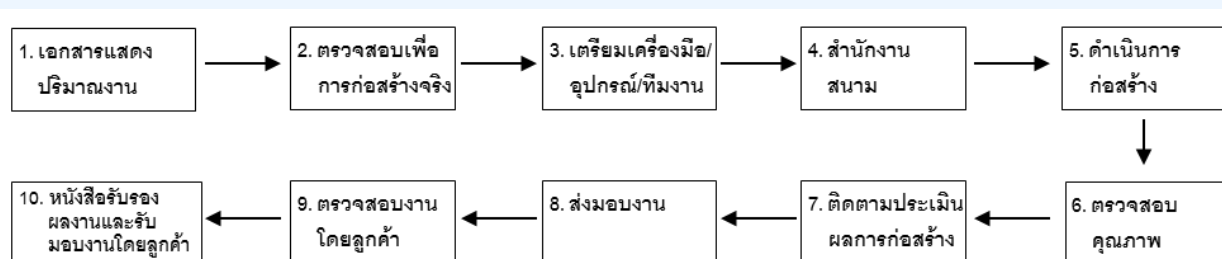 1. เอกสารแสดง
ปริมาณงาน
2. ตรวจสอบเพื่อ
การก่อสร้างจริง
3. เตรียมเครื่องมือ/
อุปกรณ์/ทีมงาน
4. สำนักงาน
สนาม
5. ดำเนินการ
ก่อสร้าง
6. ตรวจสอบ
คุณภาพ
7. ติดตามประเมิน
ผลการก่อสร้าง
8. ส่งมอบงาน
9. ตรวจสอบงาน
โดยลูกค้า
10. หนังสือรับรอง
ผลงานและรับ
มอบงานโดยลูกค้า